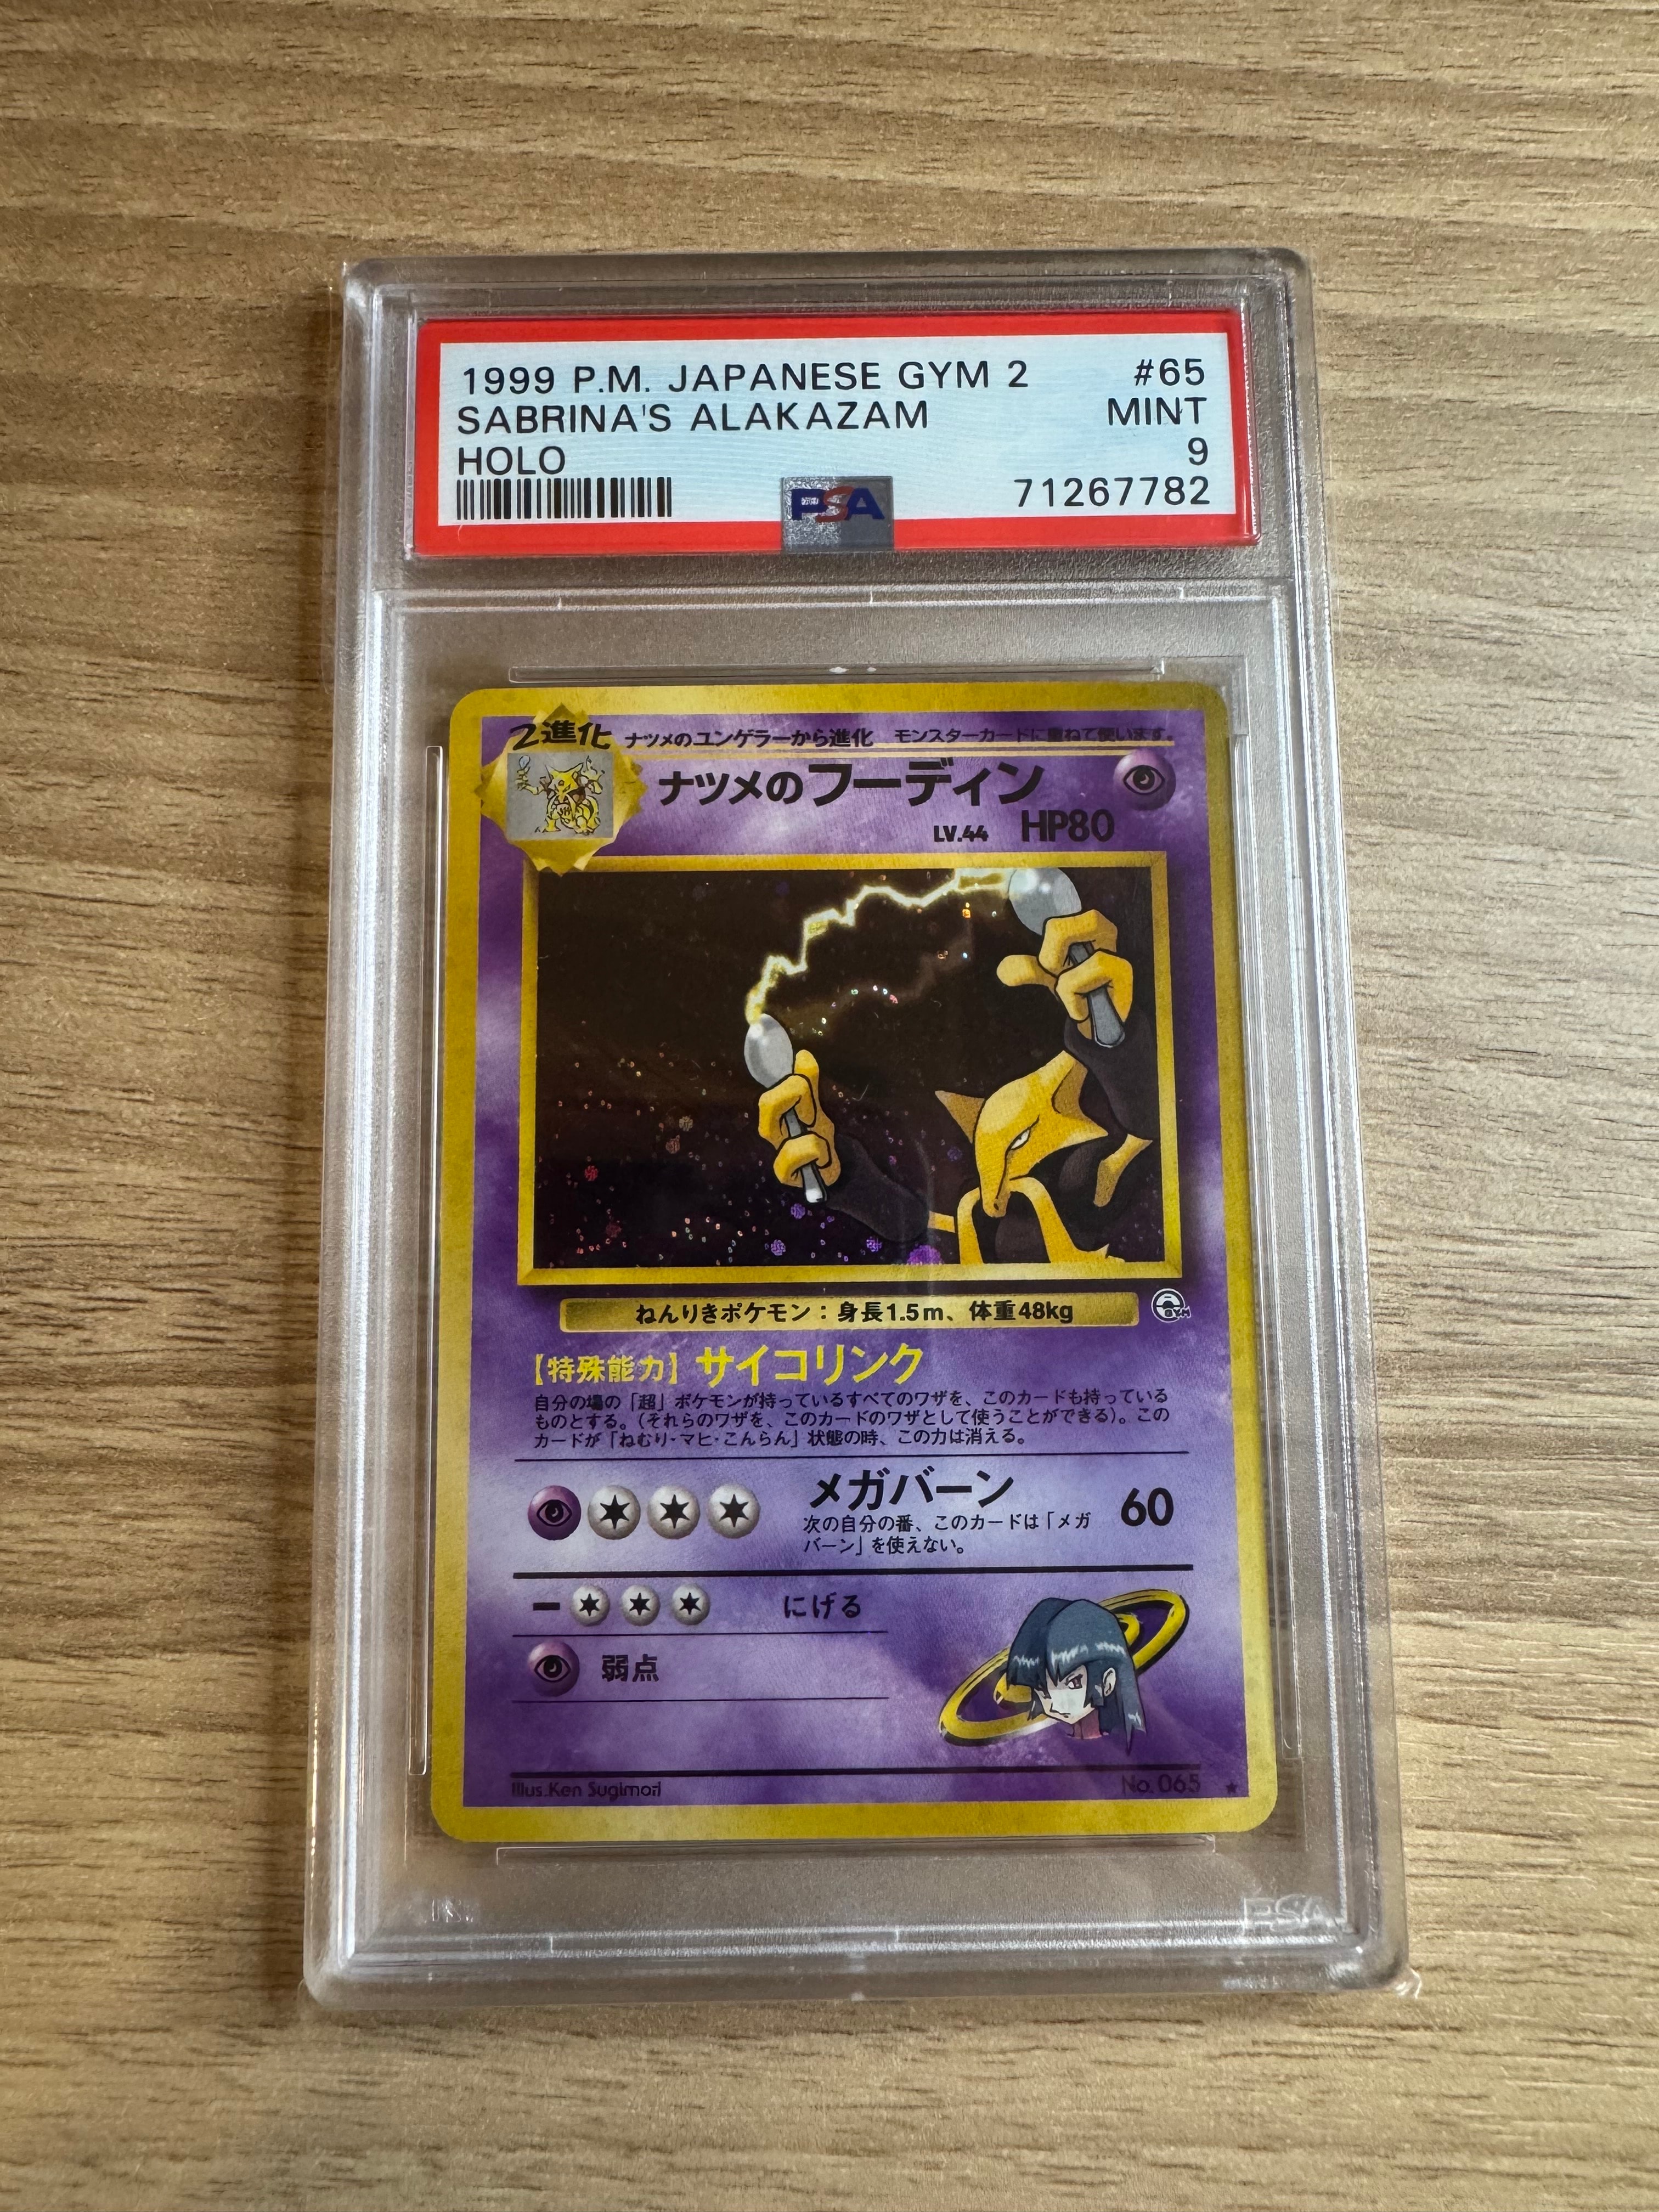 1999 P.M. JAPANESE GYM 2 #65
SABRINA'S ALAKAZAM MINT
HOLO 9
PSA 71267782
2進化 ナツメのユンゲラーから進化 モンスターカードに重ねて使います。
ナツメのフーディン
LV.44 HP80
GYM
ねんりきポケモン：身長1.5m、体重48kg
【特殊能力】サイコリンク
自分の場の「超」ポケモンが持っているすべてのワザを、このカードも持っている
ものとする。（それらのワザを、このカードのワザとして使うことができる）。この
カードが「ねむり・マヒ・こんらん」状態の時、この力は消える。
メガバーン 60
次の自分の番、このカードは「メガ
バーン」を使えない。
にげる
弱点
Illus.Ken Sugimori No.065
PSA